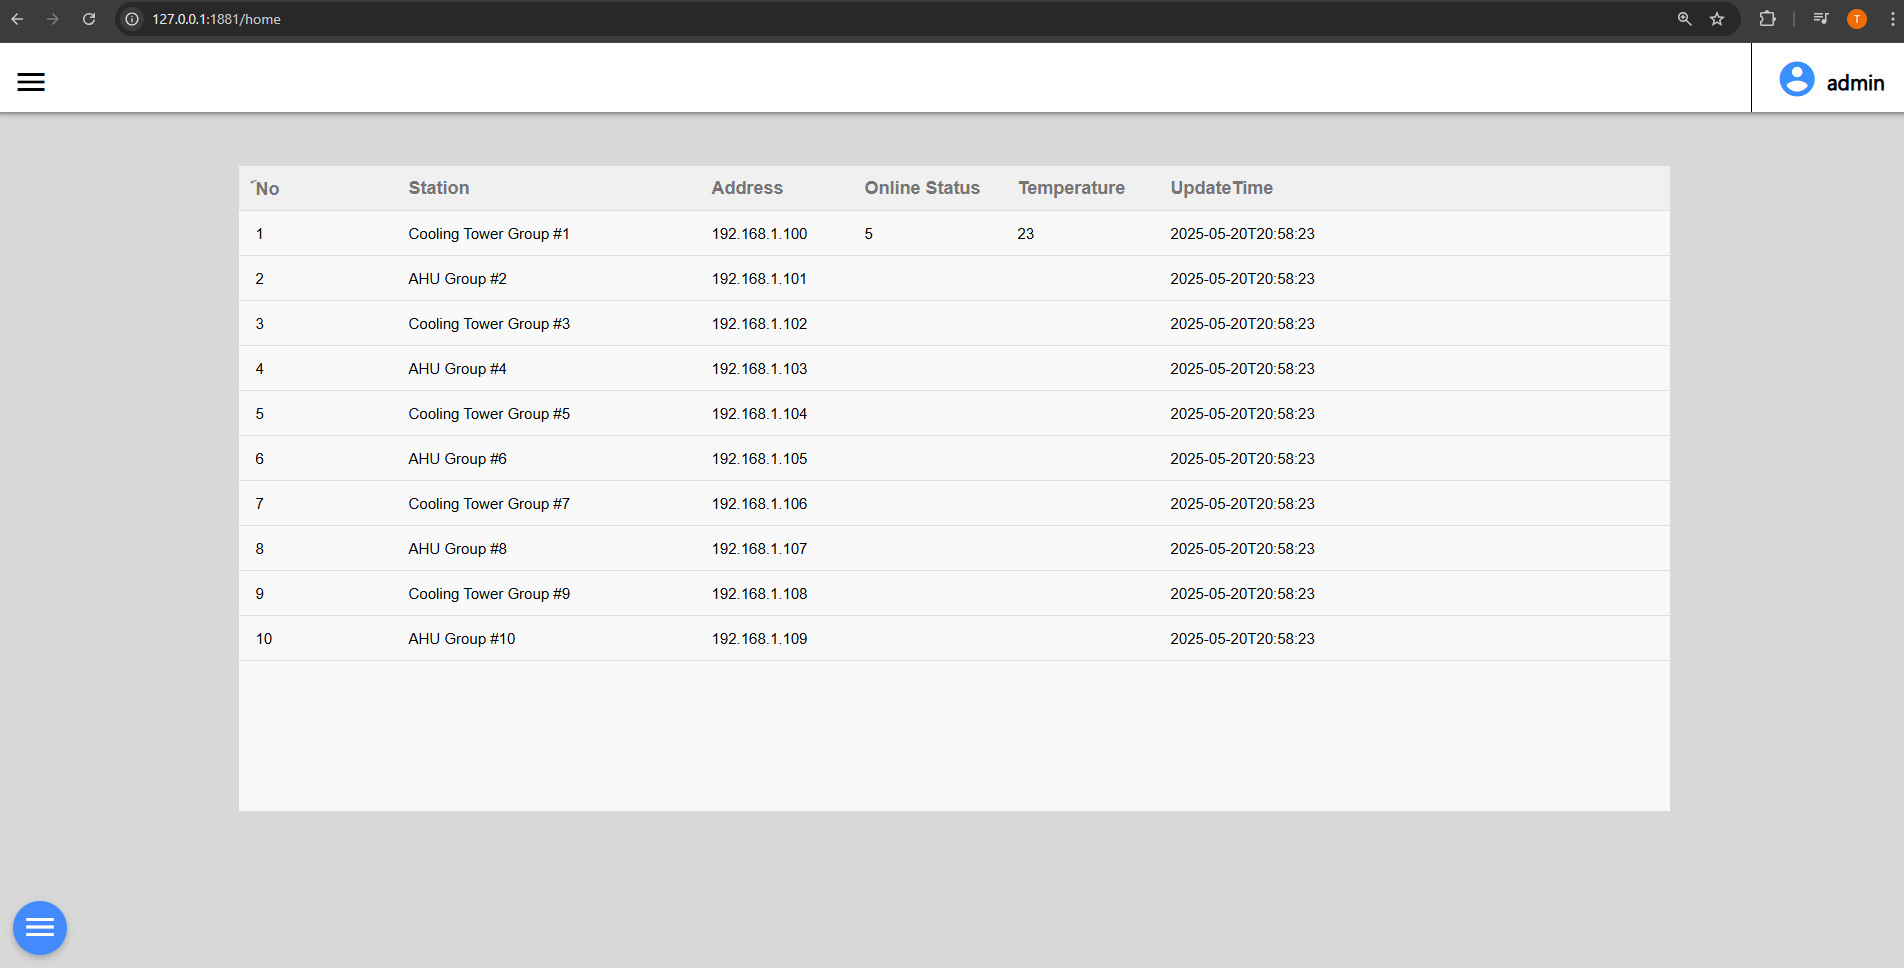 127.0.0.1:1881/home
T
admin
No Station Address Online Status Temperature UpdateTime
1 Cooling Tower Group #1 192.168.1.100 5 23 2025-05-20T20:58:23
2 AHU Group #2 192.168.1.101 2025-05-20T20:58:23
3 Cooling Tower Group #3 192.168.1.102 2025-05-20T20:58:23
4 AHU Group #4 192.168.1.103 2025-05-20T20:58:23
5 Cooling Tower Group #5 192.168.1.104 2025-05-20T20:58:23
6 AHU Group #6 192.168.1.105 2025-05-20T20:58:23
7 Cooling Tower Group #7 192.168.1.106 2025-05-20T20:58:23
8 AHU Group #8 192.168.1.107 2025-05-20T20:58:23
9 Cooling Tower Group #9 192.168.1.108 2025-05-20T20:58:23
10 AHU Group #10 192.168.1.109 2025-05-20T20:58:23